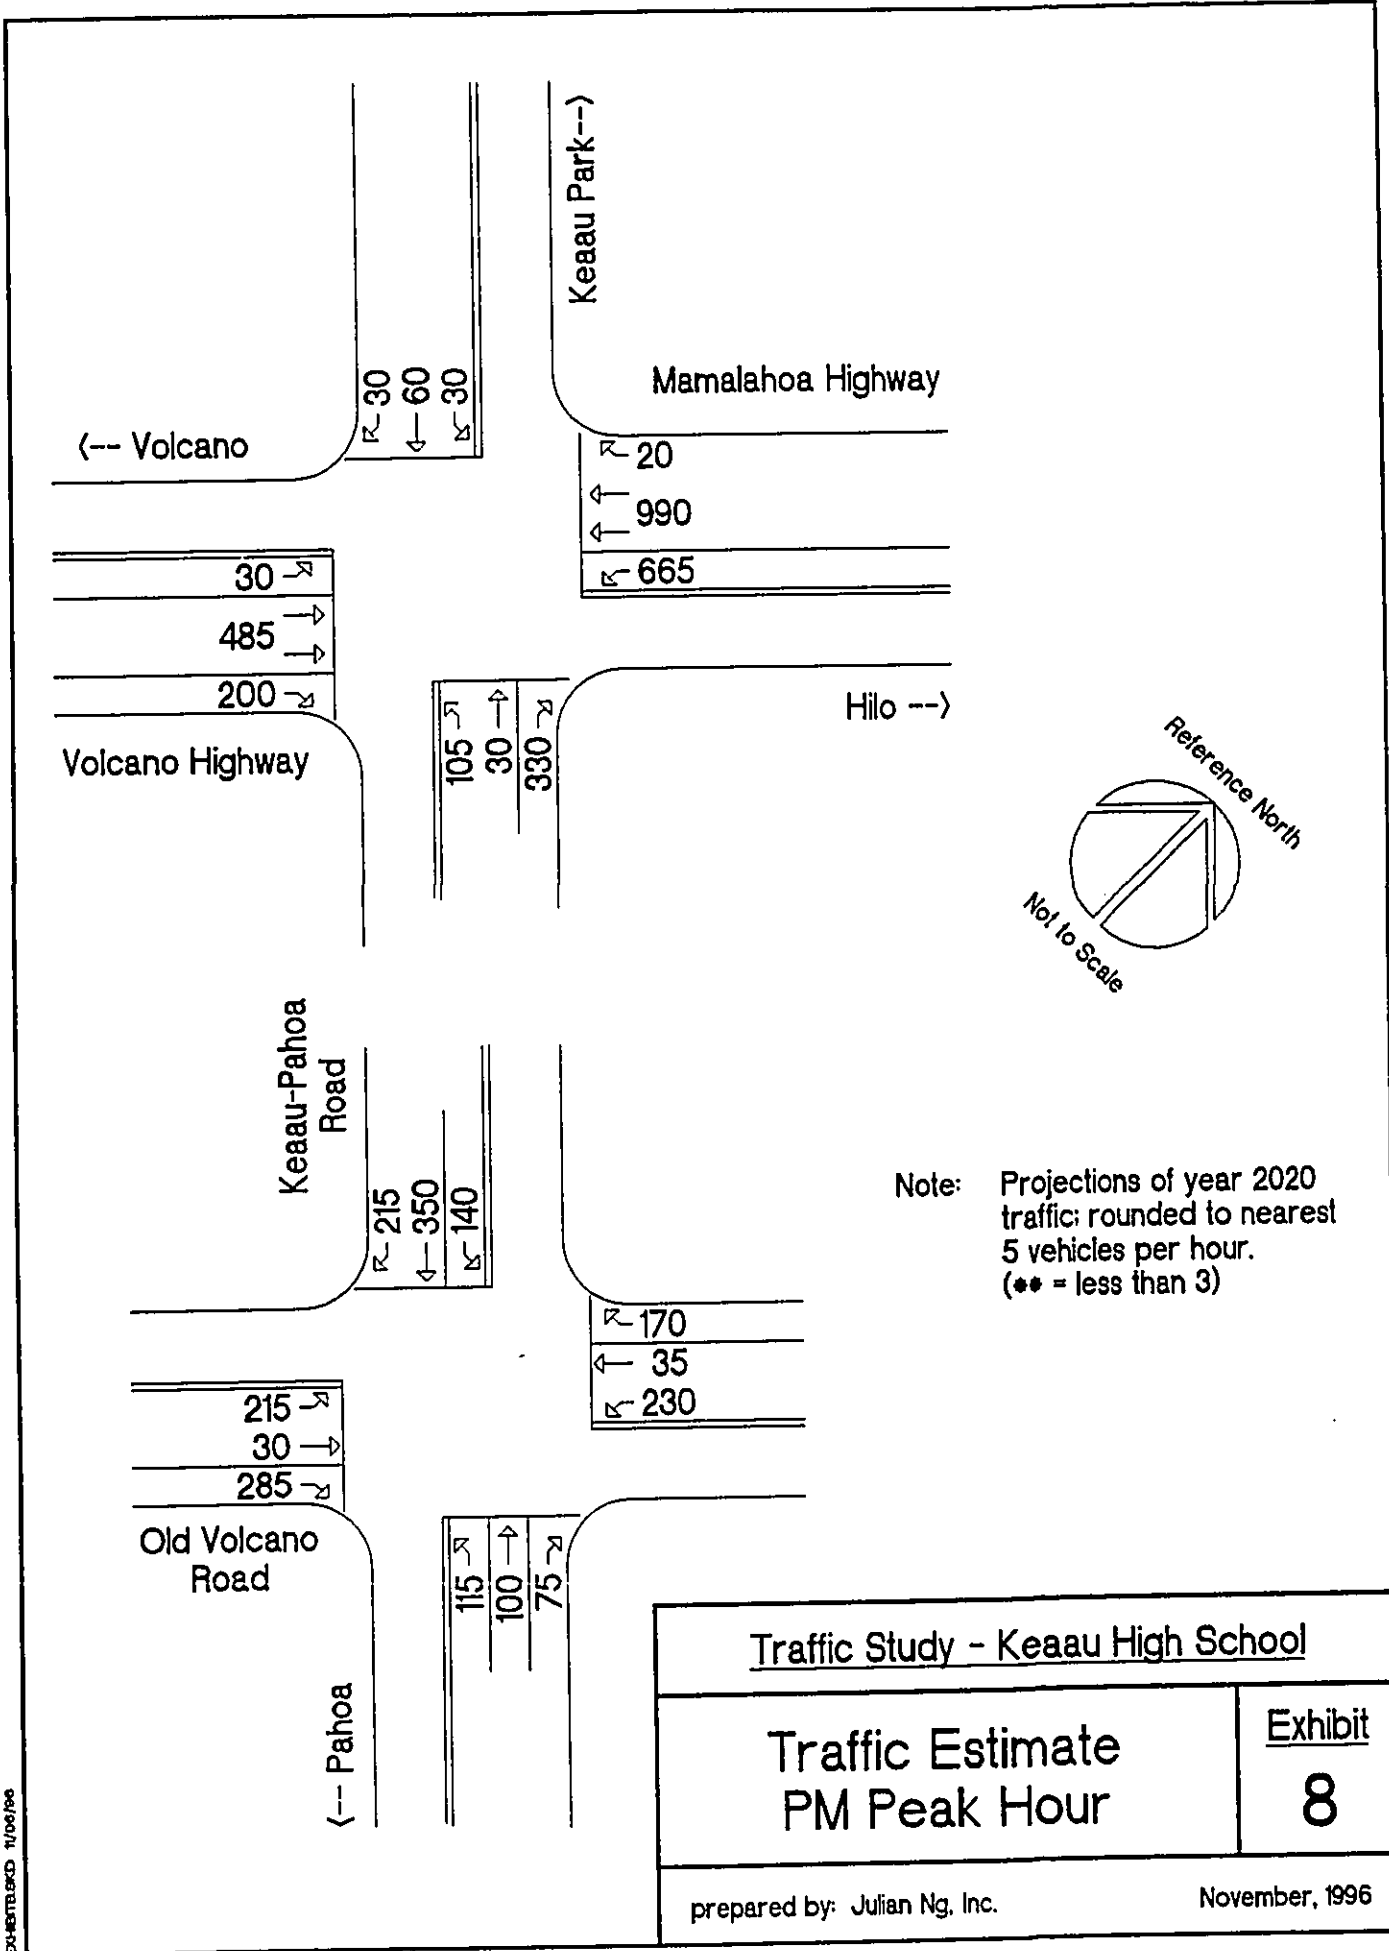 Keaau Park-->
Mamalahoa Highway
<-- Volcano
30
60
30
20
990
665
30
485
200
105
30
330
Hilo -->
Volcano Highway
Reference North
Not to Scale
Keaau-Pahoa
Road
215
350
140
Note: Projections of year 2020
traffic; rounded to nearest
5 vehicles per hour.
(** = less than 3)
170
35
230
215
30
285
Old Volcano
Road
115
100
75
<-- Pahoa
Traffic Study - Keaau High School
Traffic Estimate
PM Peak Hour
Exhibit
8
prepared by: Julian Ng, Inc.
November, 1996
11/06/96